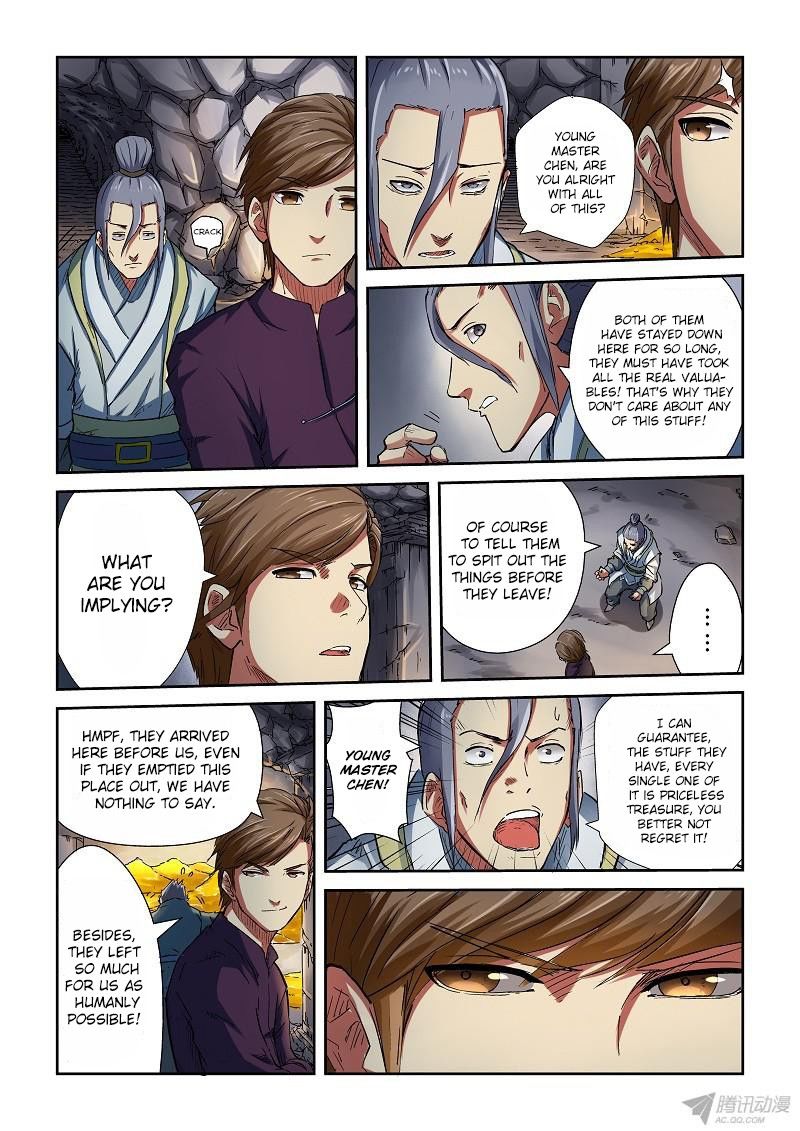 CRACK
YOUNG
MASTER
CHEN, ARE
YOU ALRIGHT
WITH ALL
OF THIS?
BOTH OF THEM
HAVE STAYED DOWN
HERE FOR SO LONG,
THEY MUST HAVE TOOK
ALL THE REAL VALUA-
BLES! THAT'S WHY THEY
DON'T CARE ABOUT ANY
OF THIS STUFF!
WHAT
ARE YOU
IMPLYING?
OF COURSE
TO TELL THEM
TO SPIT OUT THE
THINGS BEFORE
THEY LEAVE!
......
HMPF, THEY ARRIVED
HERE BEFORE US, EVEN
IF THEY EMPTIED THIS
PLACE OUT, WE HAVE
NOTHING TO SAY.
BESIDES,
THEY LEFT
SO MUCH
FOR US AS
HUMANLY
POSSIBLE!
YOUNG
MASTER
CHEN!
I CAN
GUARANTEE,
THE STUFF THEY
HAVE, EVERY
SINGLE ONE OF
IT IS PRICELESS
TREASURE, YOU
BETTER NOT
REGRET IT!
腾讯动漫
AC.QQ.COM